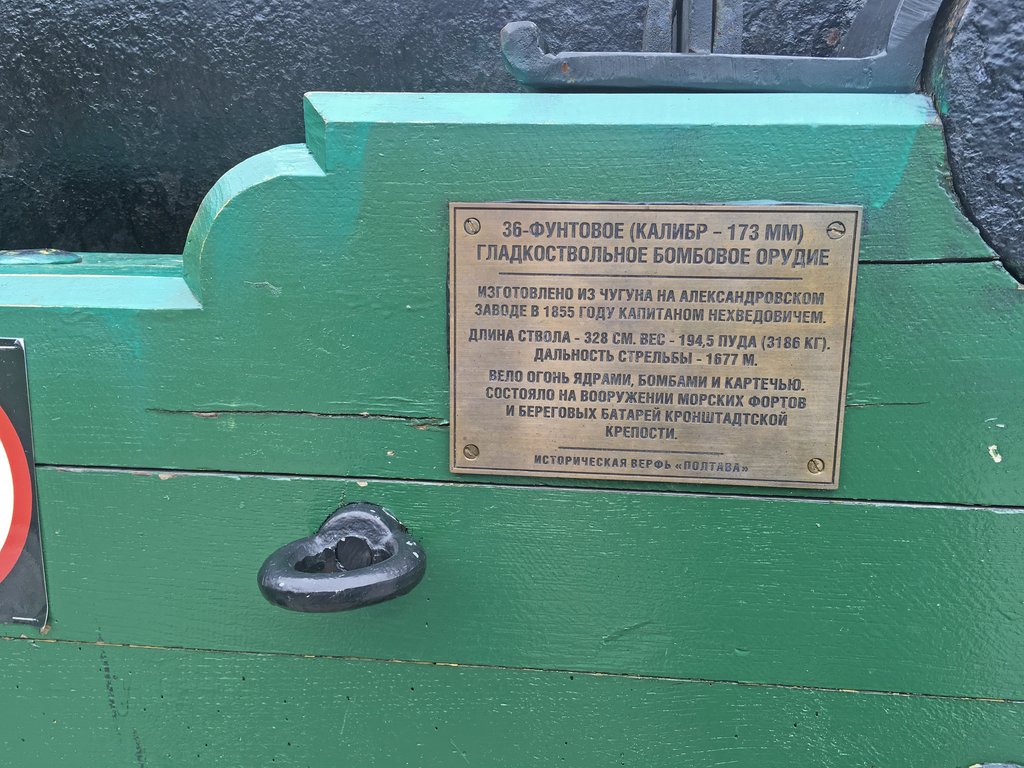 36-ФУНТОВОЕ (КАЛИБР - 173 ММ)
ГЛАДКОСТВОЛЬНОЕ БОМБОВОЕ ОРУДИЕ
ИЗГОТОВЛЕНО ИЗ ЧУГУНА НА АЛЕКСАНДРОВСКОМ
ЗАВОДЕ В 1855 ГОДУ КАПИТАНОМ НЕХВЕДОВИЧЕМ.
ДЛИНА СТВОЛА - 328 СМ. ВЕС - 194,5 ПУДА (3186 КГ).
ДАЛЬНОСТЬ СТРЕЛЬБЫ - 1677 М.
ВЕЛО ОГОНЬ ЯДРАМИ, БОМБАМИ И КАРТЕЧЬЮ.
СОСТОЯЛО НА ВООРУЖЕНИИ МОРСКИХ ФОРТОВ
И БЕРЕГОВЫХ БАТАРЕЙ КРОНШТАДТСКОЙ
КРЕПОСТИ.
ИСТОРИЧЕСКАЯ ВЕРФЬ «ПОЛТАВА»